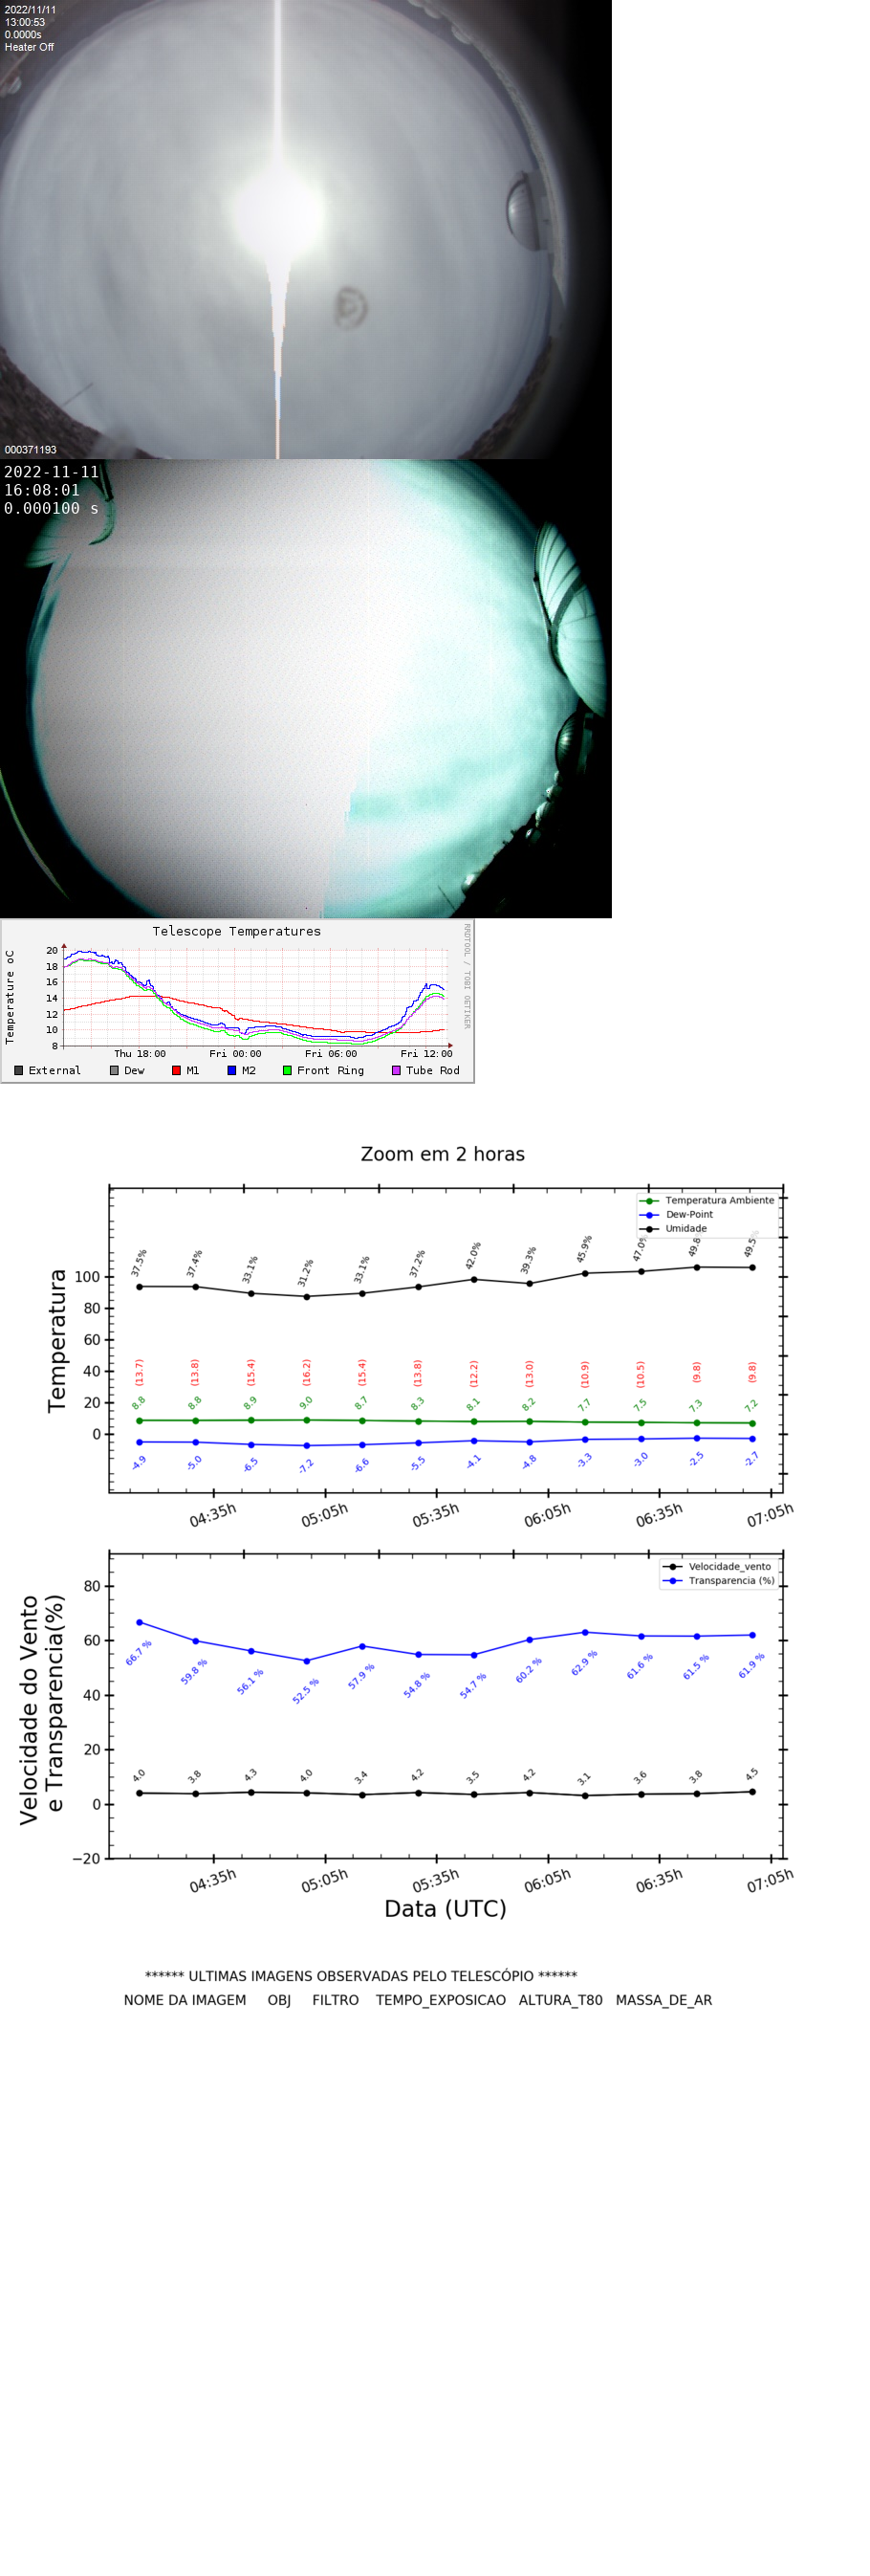 2022/11/11
13:00:53
0.0000s
Heater Off
000371193
2022-11-11
16:08:01
0.000100 s
Telescope Temperatures
RRDTOOL / TOBI OETIKER
Temperature oC
20
18
16
14
12
10
8
Thu 18:00 Fri 00:00 Fri 06:00 Fri 12:00
External Dew M1 M2 Front Ring Tube Rod
Zoom em 2 horas
Temperatura Ambiente
Dew-Point
Umidade
37.5% 37.4% 33.1% 31.2% 33.1% 37.2% 42.0% 39.3% 45.9% 47.0% 49.8% 49.5%
Temperatura
100
80
60
40
20
0
(13.7) (13.8) (15.4) (16.2) (15.4) (13.8) (12.2) (13.0) (10.9) (10.5) (9.8) (9.8)
8.8 8.8 8.9 9.0 8.7 8.3 8.1 8.2 7.7 7.5 7.3 7.2
-4.9 -5.0 -6.5 -7.2 -6.6 -5.5 -4.1 -4.8 -3.3 -3.0 -2.5 -2.7
04:35h 05:05h 05:35h 06:05h 06:35h 07:05h
Velocidade_vento
Transparencia (%)
Velocidade do Vento
e Transparencia(%)
80
60
40
20
0
−20
66.7 % 59.8 % 56.1 % 52.5 % 57.9 % 54.8 % 54.7 % 60.2 % 62.9 % 61.6 % 61.5 % 61.9 %
4.0 3.8 4.3 4.0 3.4 4.2 3.5 4.2 3.1 3.6 3.8 4.5
04:35h 05:05h 05:35h 06:05h 06:35h 07:05h
Data (UTC)
****** ULTIMAS IMAGENS OBSERVADAS PELO TELESCÓPIO ******
NOME DA IMAGEM OBJ FILTRO TEMPO_EXPOSICAO ALTURA_T80 MASSA_DE_AR